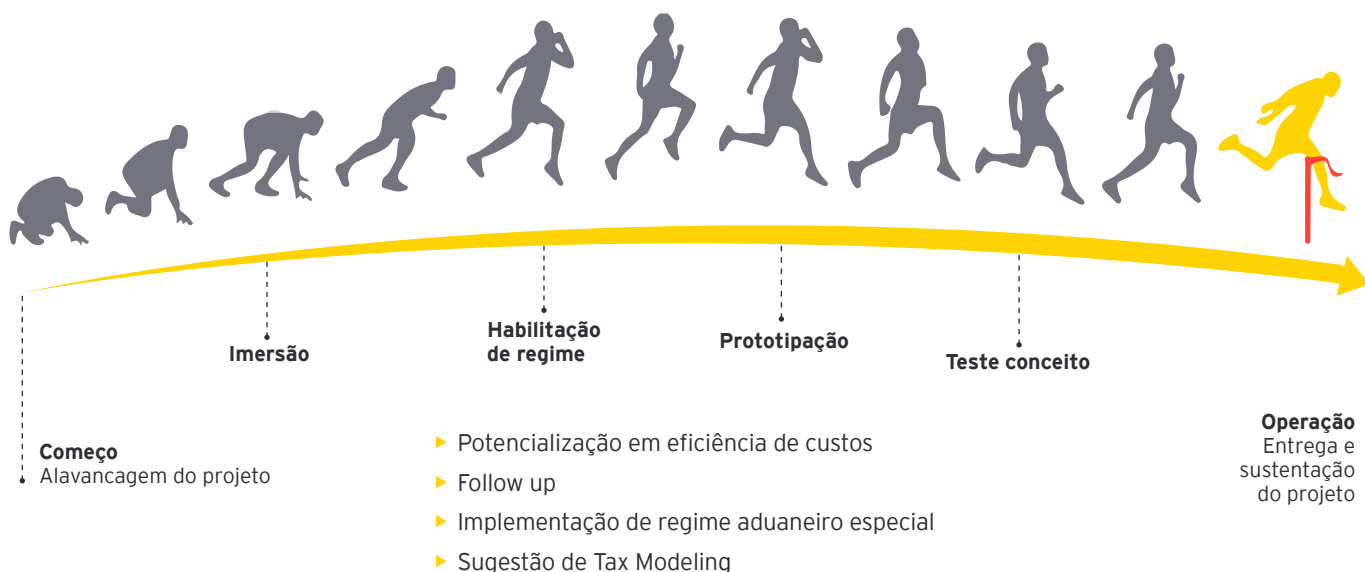 Imersão
Habilitação
de regime
Prototipação
Teste conceito
Começo
Alavancagem do projeto
▸ Potencialização em eficiência de custos
▸ Follow up
▸ Implementação de regime aduaneiro especial
▸ Sugestão de Tax Modeling
Operação
Entrega e
sustentação
do projeto